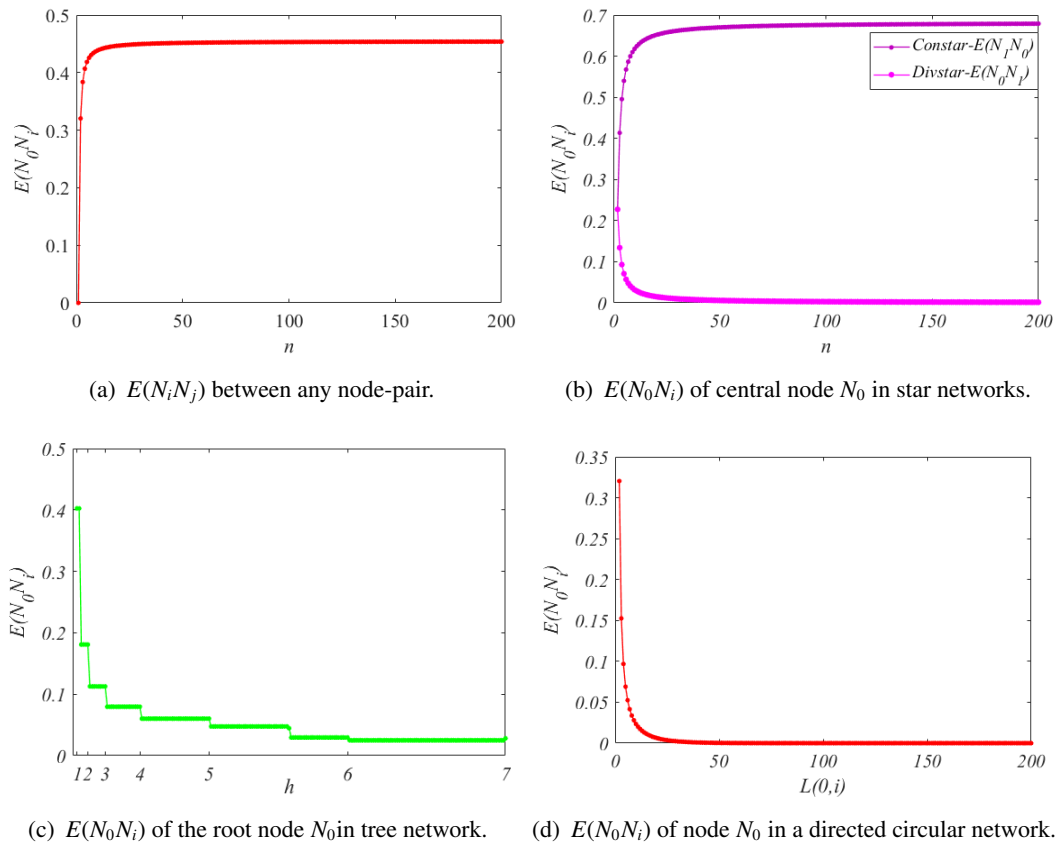 0.5
0.4
0.3
0.2
0.1
0
E(N0Ni)
0 50 100 150 200
n
(a) E(NiNj) between any node-pair.
0.7
0.6
0.5
0.4
0.3
0.2
0.1
0
E(N0Ni)
Constar-E(N1N0)
Divstar-E(N0N1)
0 50 100 150 200
n
(b) E(N0Ni) of central node N0 in star networks.
0.5
0.4
0.3
0.2
0.1
0
E(N0Ni)
1 2 3 4 5 6 7
h
(c) E(N0Ni) of the root node N0in tree network.
0.35
0.3
0.25
0.2
0.15
0.1
0.05
0
E(N0Ni)
0 50 100 150 200
L(0,i)
(d) E(N0Ni) of node N0 in a directed circular network.